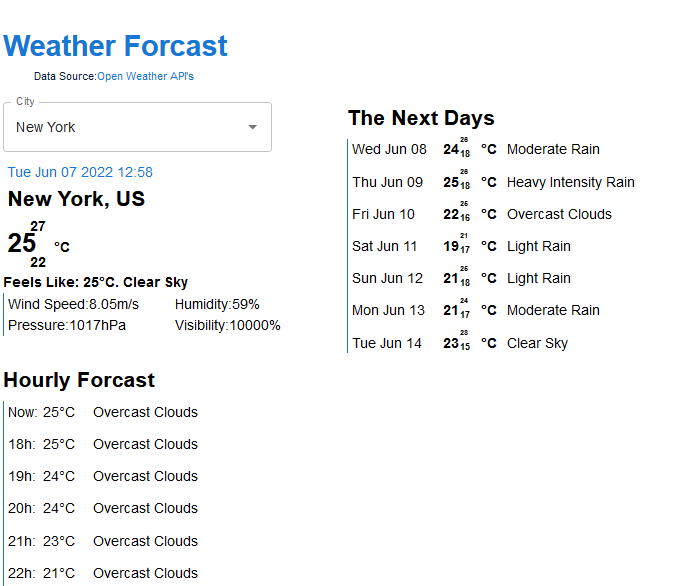 Weather Forcast
Data Source:Open Weather API's
City
New York
Tue Jun 07 2022 12:58
New York, US
27
25 °C
22
Feels Like: 25°C. Clear Sky
Wind Speed:8.05m/s Humidity:59%
Pressure:1017hPa Visibility:10000%
Hourly Forcast
Now: 25°C Overcast Clouds
18h: 25°C Overcast Clouds
19h: 24°C Overcast Clouds
20h: 24°C Overcast Clouds
21h: 23°C Overcast Clouds
22h: 21°C Overcast Clouds
The Next Days
Wed Jun 08 24 26 18 °C Moderate Rain
Thu Jun 09 25 26 18 °C Heavy Intensity Rain
Fri Jun 10 22 25 16 °C Overcast Clouds
Sat Jun 11 19 21 17 °C Light Rain
Sun Jun 12 21 25 18 °C Light Rain
Mon Jun 13 21 24 17 °C Moderate Rain
Tue Jun 14 23 28 15 °C Clear Sky